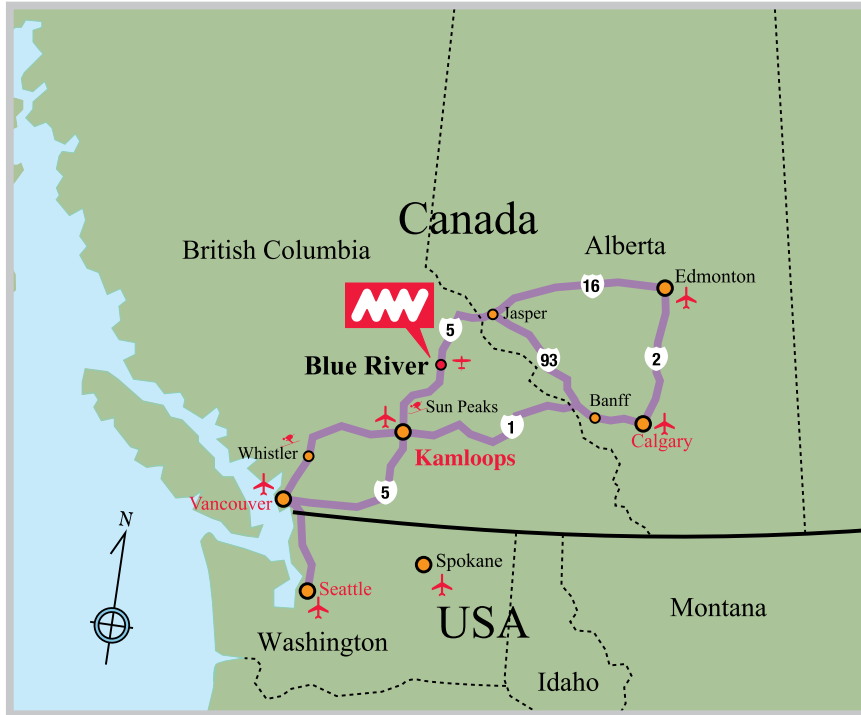 Canada
British Columbia
Alberta
Edmonton
16
Jasper
5
MW
Blue River
93
2
Banff
Sun Peaks
1
Calgary
Whistler
Kamloops
5
Vancouver
N
Spokane
Seattle
USA
Montana
Washington
Idaho